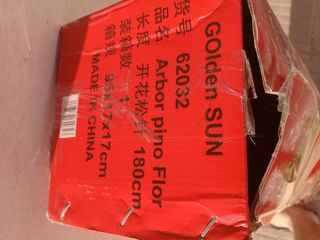 GOlden SUN
货号 62032
品名 Arbor pino Flor
长度 开花松针 180cm
装箱数 1
箱规 95x17x17cm
MADE IN CHINA